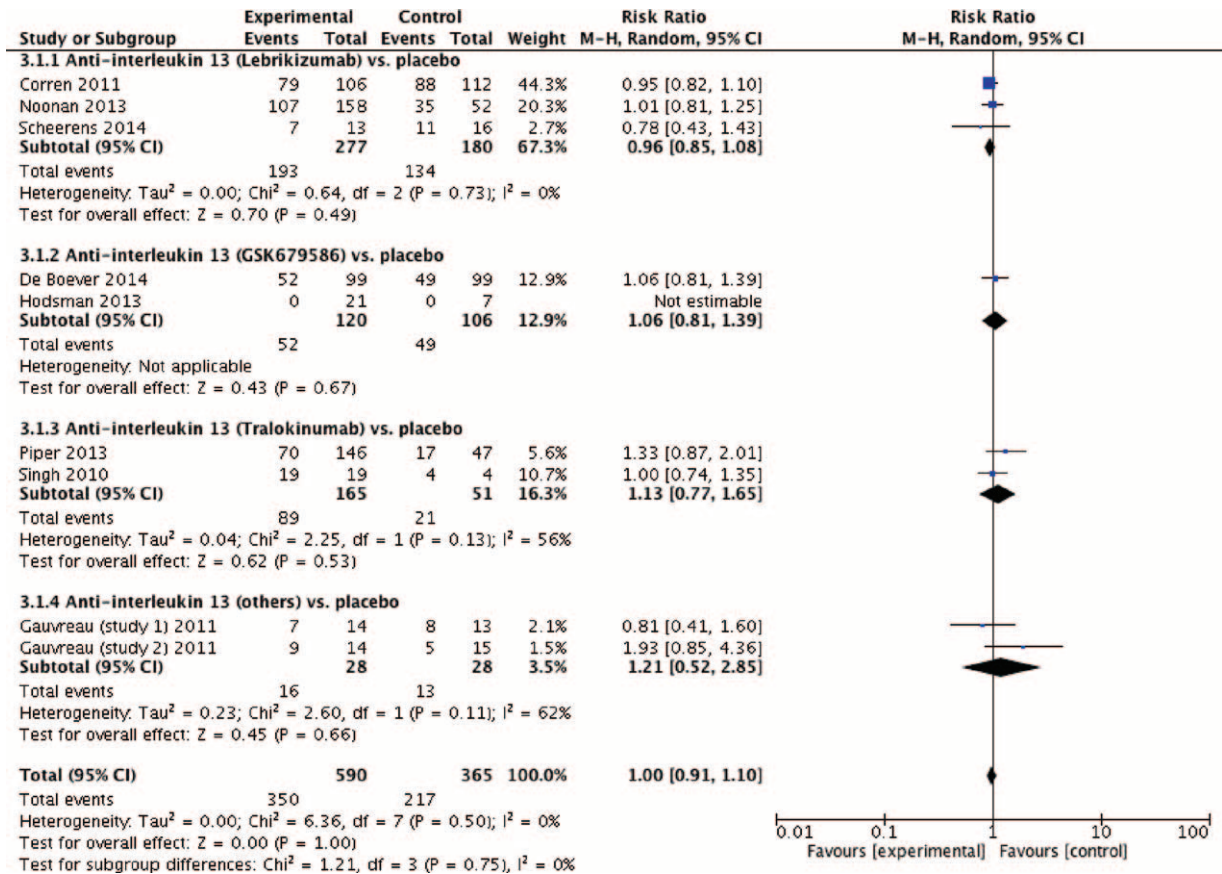 Experimental Control Risk Ratio Risk Ratio
Study or Subgroup Events Total Events Total Weight M-H, Random, 95% CI M-H, Random, 95% CI
3.1.1 Anti-interleukin 13 (Lebrikizumab) vs. placebo
Corren 2011 79 106 88 112 44.3% 0.95 [0.82, 1.10]
Noonan 2013 107 158 35 52 20.3% 1.01 [0.81, 1.25]
Scheerens 2014 7 13 11 16 2.7% 0.78 [0.43, 1.43]
Subtotal (95% CI) 277 180 67.3% 0.96 [0.85, 1.08]
Total events 193 134
Heterogeneity: Tau² = 0.00; Chi² = 0.64, df = 2 (P = 0.73); I² = 0%
Test for overall effect: Z = 0.70 (P = 0.49)
3.1.2 Anti-interleukin 13 (GSK679586) vs. placebo
De Boever 2014 52 99 49 99 12.9% 1.06 [0.81, 1.39]
Hodsman 2013 0 21 0 7 Not estimable
Subtotal (95% CI) 120 106 12.9% 1.06 [0.81, 1.39]
Total events 52 49
Heterogeneity: Not applicable
Test for overall effect: Z = 0.43 (P = 0.67)
3.1.3 Anti-interleukin 13 (Tralokinumab) vs. placebo
Piper 2013 70 146 17 47 5.6% 1.33 [0.87, 2.01]
Singh 2010 19 19 4 4 10.7% 1.00 [0.74, 1.35]
Subtotal (95% CI) 165 51 16.3% 1.13 [0.77, 1.65]
Total events 89 21
Heterogeneity: Tau² = 0.04; Chi² = 2.25, df = 1 (P = 0.13); I² = 56%
Test for overall effect: Z = 0.62 (P = 0.53)
3.1.4 Anti-interleukin 13 (others) vs. placebo
Gauvreau (study 1) 2011 7 14 8 13 2.1% 0.81 [0.41, 1.60]
Gauvreau (study 2) 2011 9 14 5 15 1.5% 1.93 [0.85, 4.36]
Subtotal (95% CI) 28 28 3.5% 1.21 [0.52, 2.85]
Total events 16 13
Heterogeneity: Tau² = 0.23; Chi² = 2.60, df = 1 (P = 0.11); I² = 62%
Test for overall effect: Z = 0.45 (P = 0.66)
Total (95% CI) 590 365 100.0% 1.00 [0.91, 1.10]
Total events 350 217
Heterogeneity: Tau² = 0.00; Chi² = 6.36, df = 7 (P = 0.50); I² = 0%
Test for overall effect: Z = 0.00 (P = 1.00)
Test for subgroup differences: Chi² = 1.21, df = 3 (P = 0.75), I² = 0%
0.01 0.1 1 10 100
Favours [experimental] Favours [control]